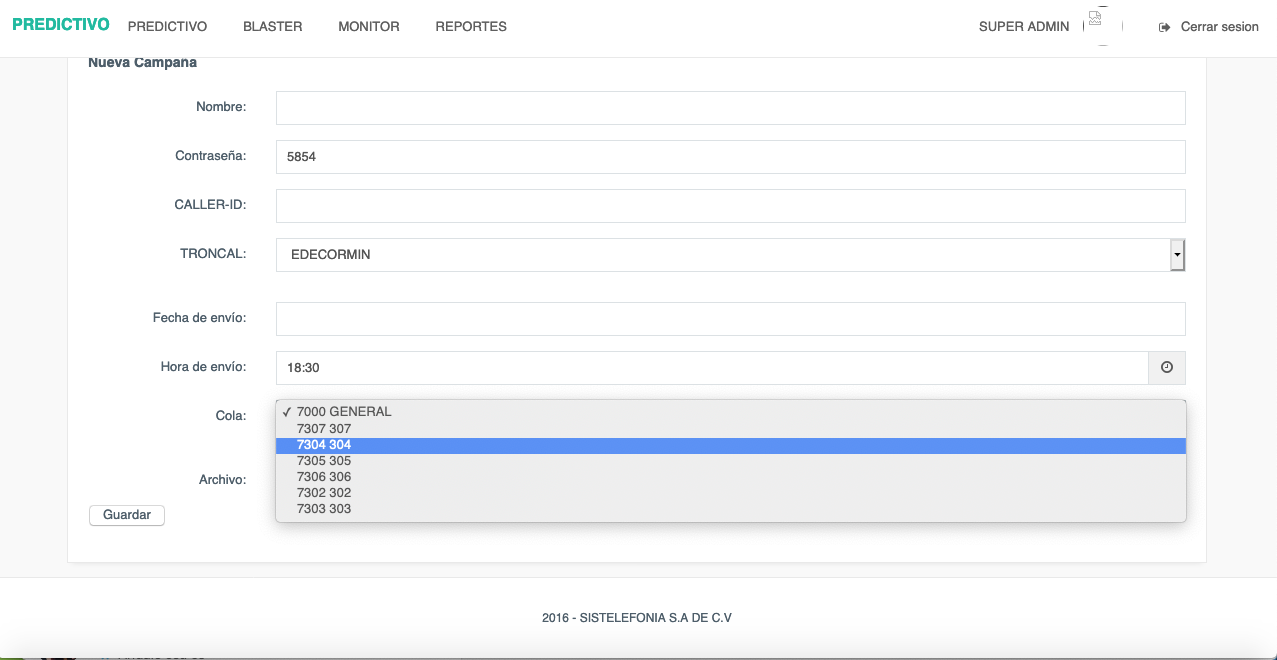 PREDICTIVO PREDICTIVO BLASTER MONITOR REPORTES SUPER ADMIN Cerrar sesion
Nueva Campaña
Nombre:
Contraseña: 5854
CALLER-ID:
TRONCAL: EDECORMIN
Fecha de envío:
Hora de envío: 18:30
Cola: ✓ 7000 GENERAL
7307 307
7304 304
7305 305
7306 306
7302 302
7303 303
Archivo:
Guardar
2016 - SISTELEFONIA S.A DE C.V